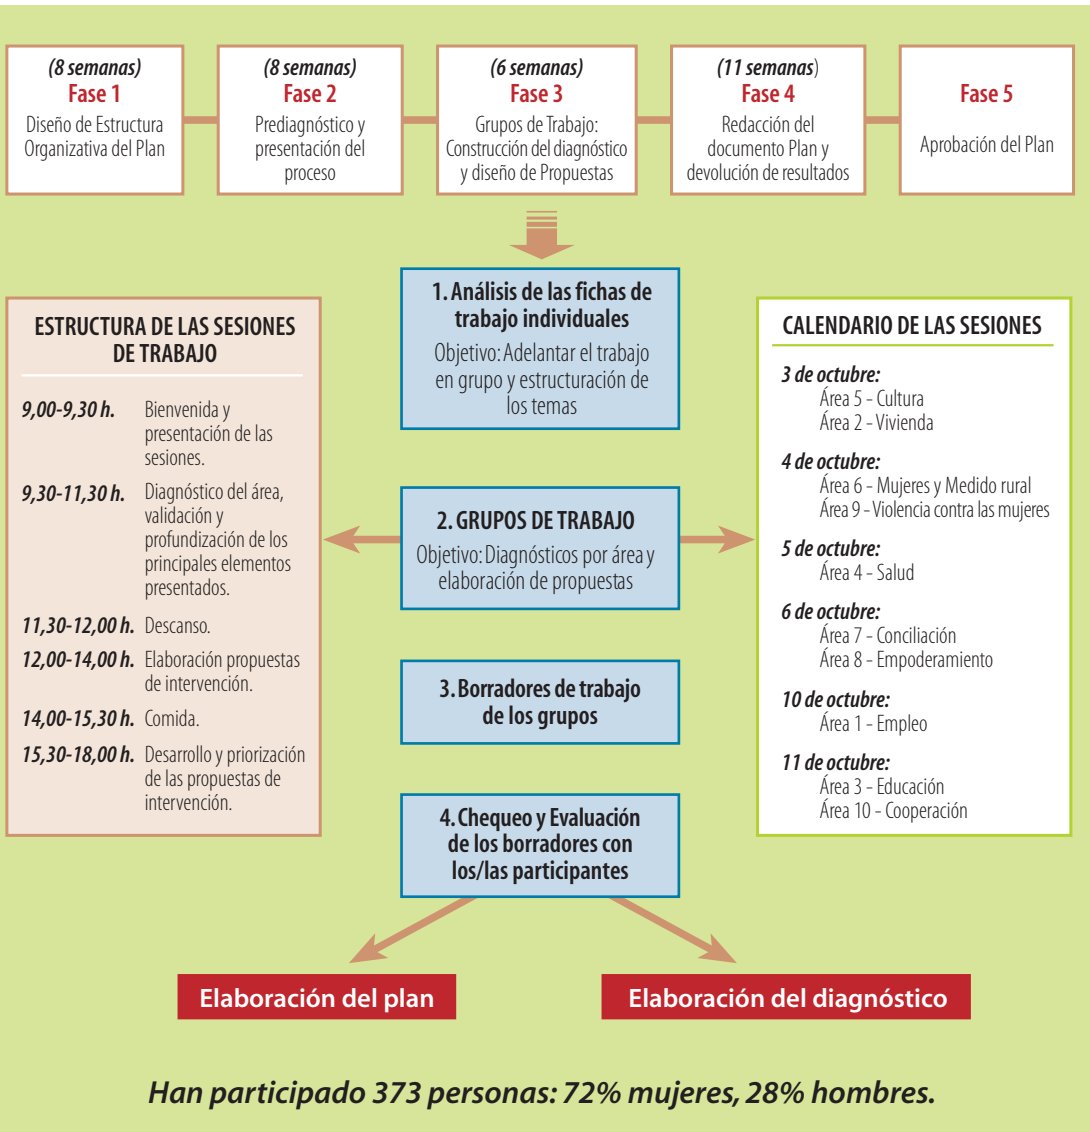 (8 semanas)
Fase 1
Diseño de Estructura
Organizativa del Plan
(8 semanas)
Fase 2
Prediagnóstico y
presentación del
proceso
(6 semanas)
Fase 3
Grupos de Trabajo:
Construcción del diagnóstico
y diseño de Propuestas
(11 semanas)
Fase 4
Redacción del
documento Plan y
devolución de resultados
Fase 5
Aprobación del Plan
1. Análisis de las fichas de
trabajo individuales
Objetivo: Adelantar el trabajo
en grupo y estructuración de
los temas
ESTRUCTURA DE LAS SESIONES
DE TRABAJO
9,00-9,30 h. Bienvenida y
presentación de las
sesiones.
9,30-11,30 h. Diagnóstico del área,
validación y
profundización de los
principales elementos
presentados.
11,30-12,00 h. Descanso.
12,00-14,00 h. Elaboración propuestas
de intervención.
14,00-15,30 h. Comida.
15,30-18,00 h. Desarrollo y priorización
de las propuestas de
intervención.
2. GRUPOS DE TRABAJO
Objetivo: Diagnósticos por área y
elaboración de propuestas
3. Borradores de trabajo
de los grupos
4. Chequeo y Evaluación
de los borradores con
los/las participantes
CALENDARIO DE LAS SESIONES
3 de octubre:
Área 5 - Cultura
Área 2 - Vivienda
4 de octubre:
Área 6 - Mujeres y Medido rural
Área 9 - Violencia contra las mujeres
5 de octubre:
Área 4 - Salud
6 de octubre:
Área 7 - Conciliación
Área 8 - Empoderamiento
10 de octubre:
Área 1 - Empleo
11 de octubre:
Área 3 - Educación
Área 10 - Cooperación
Elaboración del plan
Elaboración del diagnóstico
Han participado 373 personas: 72% mujeres, 28% hombres.